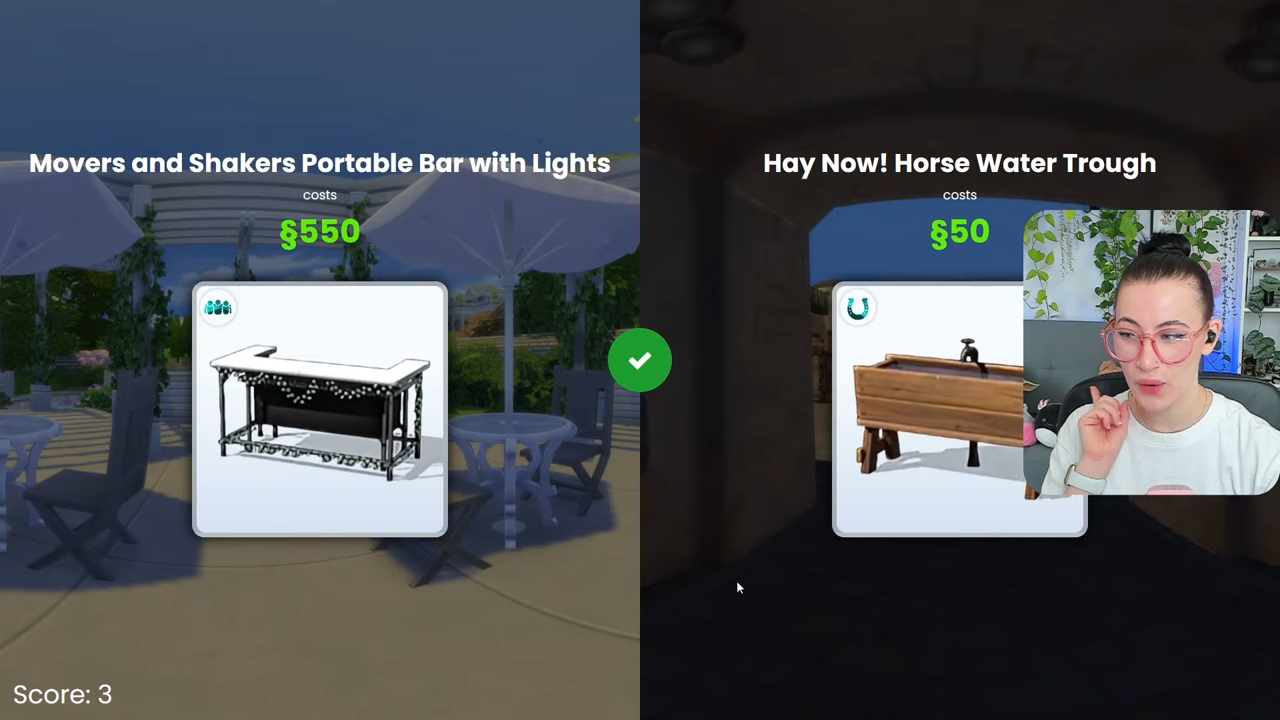 Movers and Shakers Portable Bar with Lights
costs
§550
Hay Now! Horse Water Trough
costs
§50
Score: 3